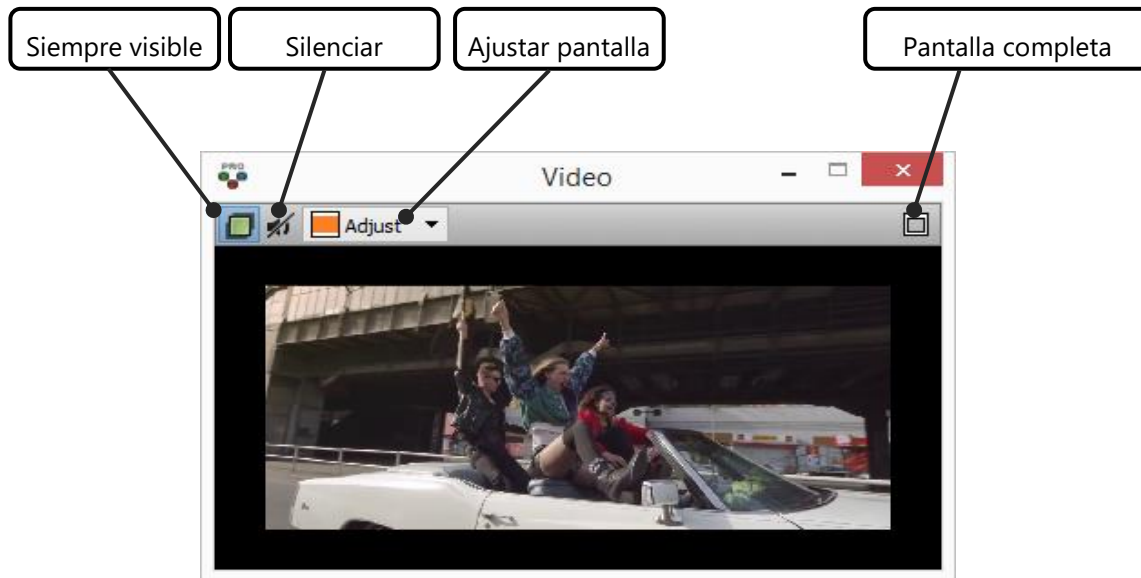 Siempre visible
Silenciar
Ajustar pantalla
Pantalla completa
PRO
Video
Adjust